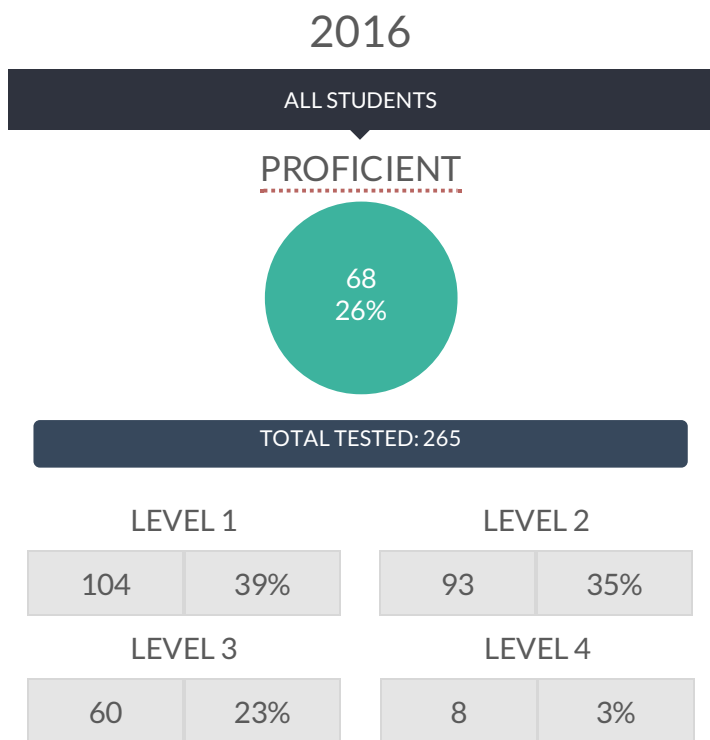 2016
ALL STUDENTS
PROFICIENT
68
26%
TOTAL TESTED: 265
LEVEL 1 LEVEL 2
104 39% 93 35%
LEVEL 3 LEVEL 4
60 23% 8 3%